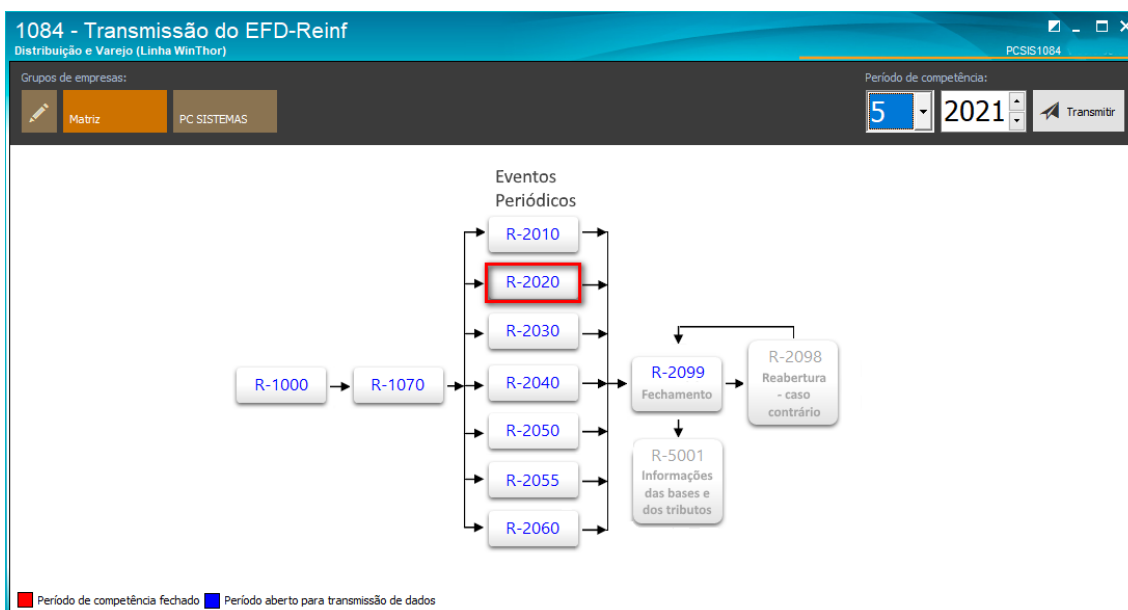 1084 - Transmissão do EFD-Reinf
Distribuição e Varejo (Linha WinThor)
PCSIS1084
Grupos de empresas:
Período de competência:
Matriz
PC SISTEMAS
5
2021
Transmitir
Eventos
Periódicos
R-2010
R-2020
R-2030
R-1000
R-1070
R-2040
R-2050
R-2055
R-2060
R-2099
Fechamento
R-2098
Reabertura
- caso
contrário
R-5001
Informações
das bases e
dos tributos
Período de competência fechado
Período aberto para transmissão de dados